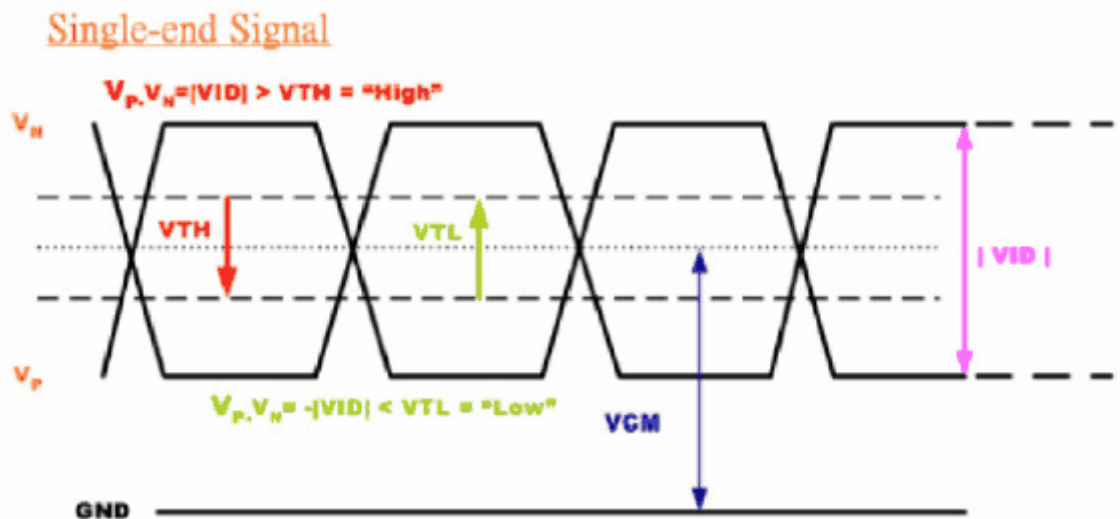 Single-end Signal
VP-VN=|VID| > VTH = "High"
VN
VTH
VTL
| VID |
VP
VP-VN= -|VID| < VTL = "Low"
VCM
GND